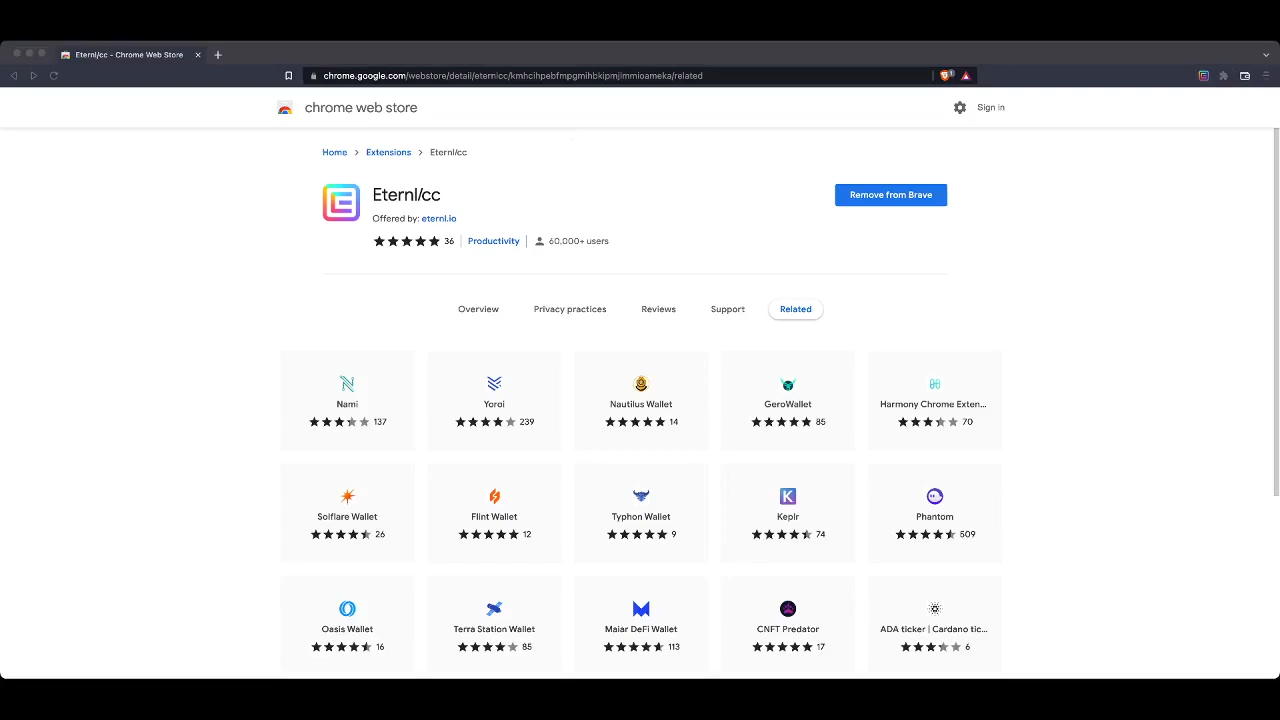 Eternl/cc - Chrome Web Store
chrome.google.com/webstore/detail/eternlcc/kmhcihpebfmpgmihbkipmjlmmioameka/related
1
chrome web store
Sign in
Home > Extensions > Eternl/cc
Eternl/cc
Remove from Brave
Offered by: eternl.io
36 | Productivity | 60,000+ users
Overview Privacy practices Reviews Support Related
Nami Yoroi Nautilus Wallet GeroWallet Harmony Chrome Exten...
137 239 14 85 70
K
Solflare Wallet Flint Wallet Typhon Wallet Keplr Phantom
26 12 9 74 509
Oasis Wallet Terra Station Wallet Maiar DeFi Wallet CNFT Predator ADA ticker | Cardano tic...
16 85 113 17 6